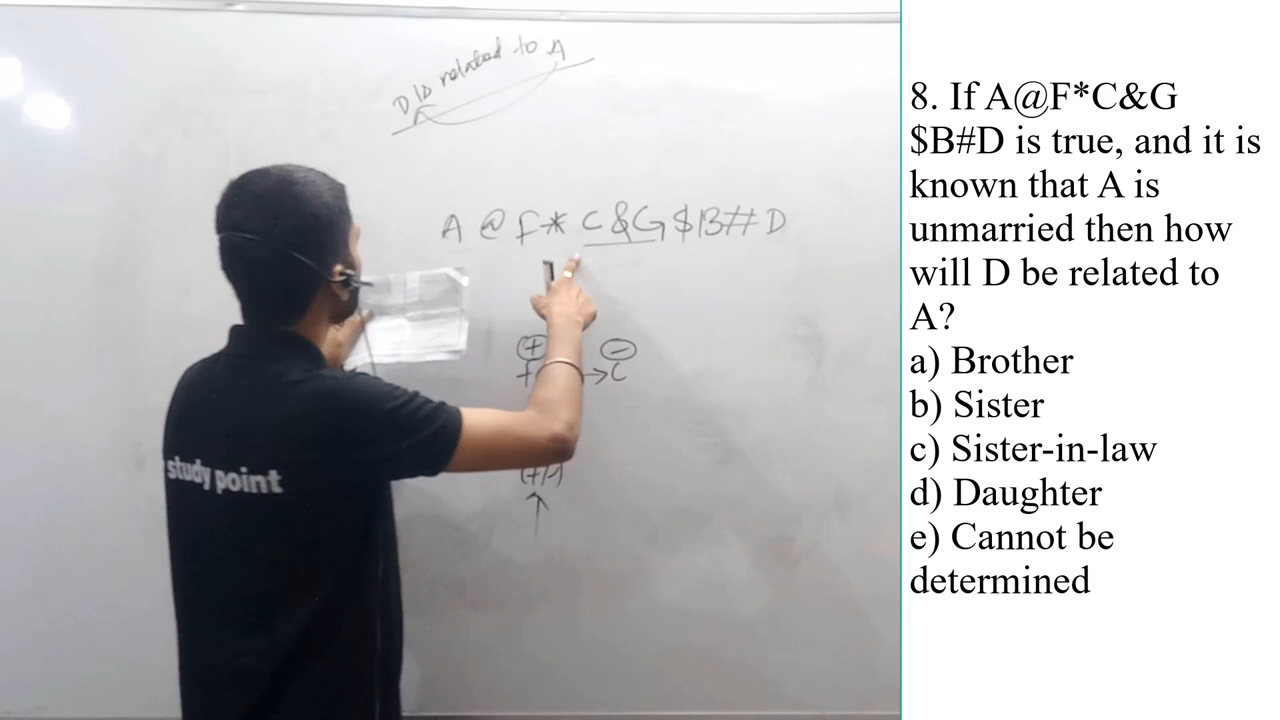 D is related to A
A @ F * C & G $ B # D
+ -
F → C
(+/-)
study point
8. If A@F*C&G
$B#D is true, and it is
known that A is
unmarried then how
will D be related to
A?
a) Brother
b) Sister
c) Sister-in-law
d) Daughter
e) Cannot be
determined